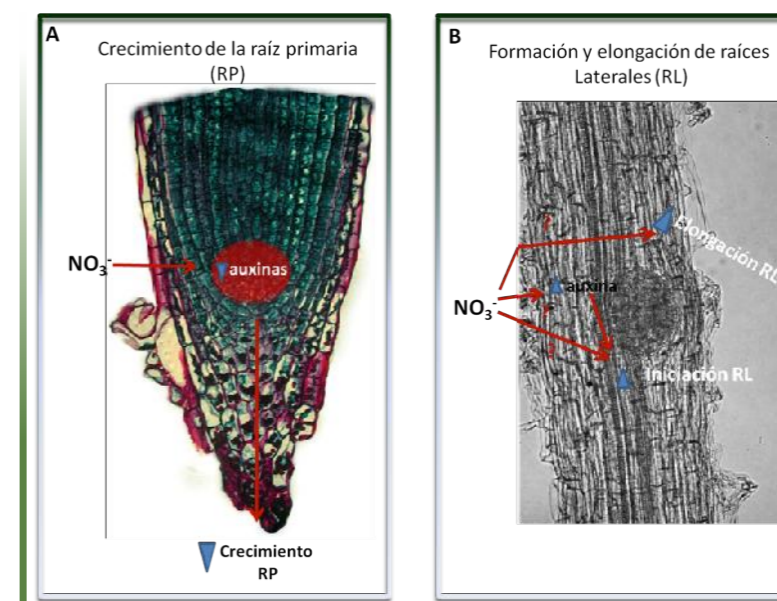 A
Crecimiento de la raíz primaria
(RP)
NO₃⁻
auxinas
Crecimiento
RP
B
Formación y elongación de raíces
Laterales (RL)
?
Elongación RL
auxina
NO₃⁻
?
?
Iniciación RL